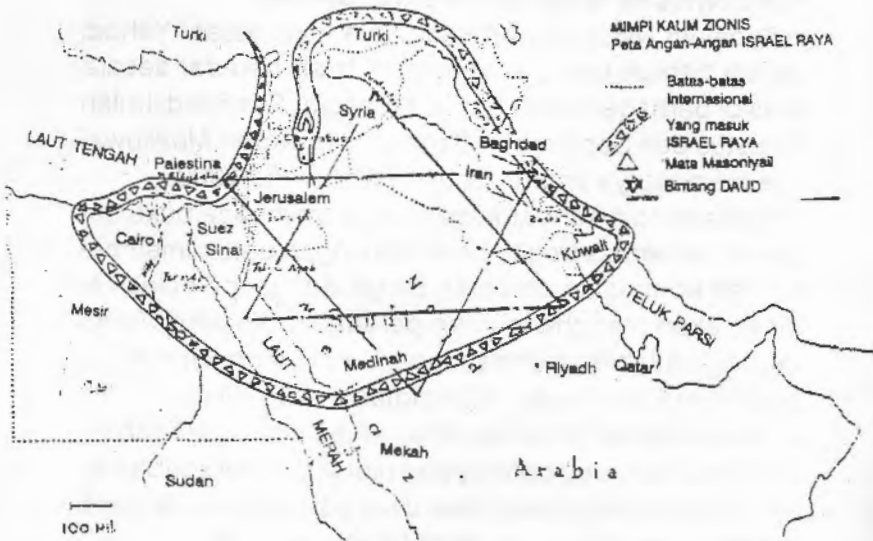 MIMPI KAUM ZIONIS
Peta Angan-Angan ISRAEL RAYA
Batas-batas
Internasional
Yang masuk
ISRAEL RAYA
Mata Masoniyail
Bintang DAUD
Turki
Turki
Syria
Baghdad
LAUT TENGAH
Palestina
Iran
Jerusalem
Suez
Cairo
Sinai
Kuwait
Mesir
TELUK PARSI
LAUT
Medinah
Riyadh
Qatar
MERAH
Mekah
Arabia
Sudan
100 Mil.